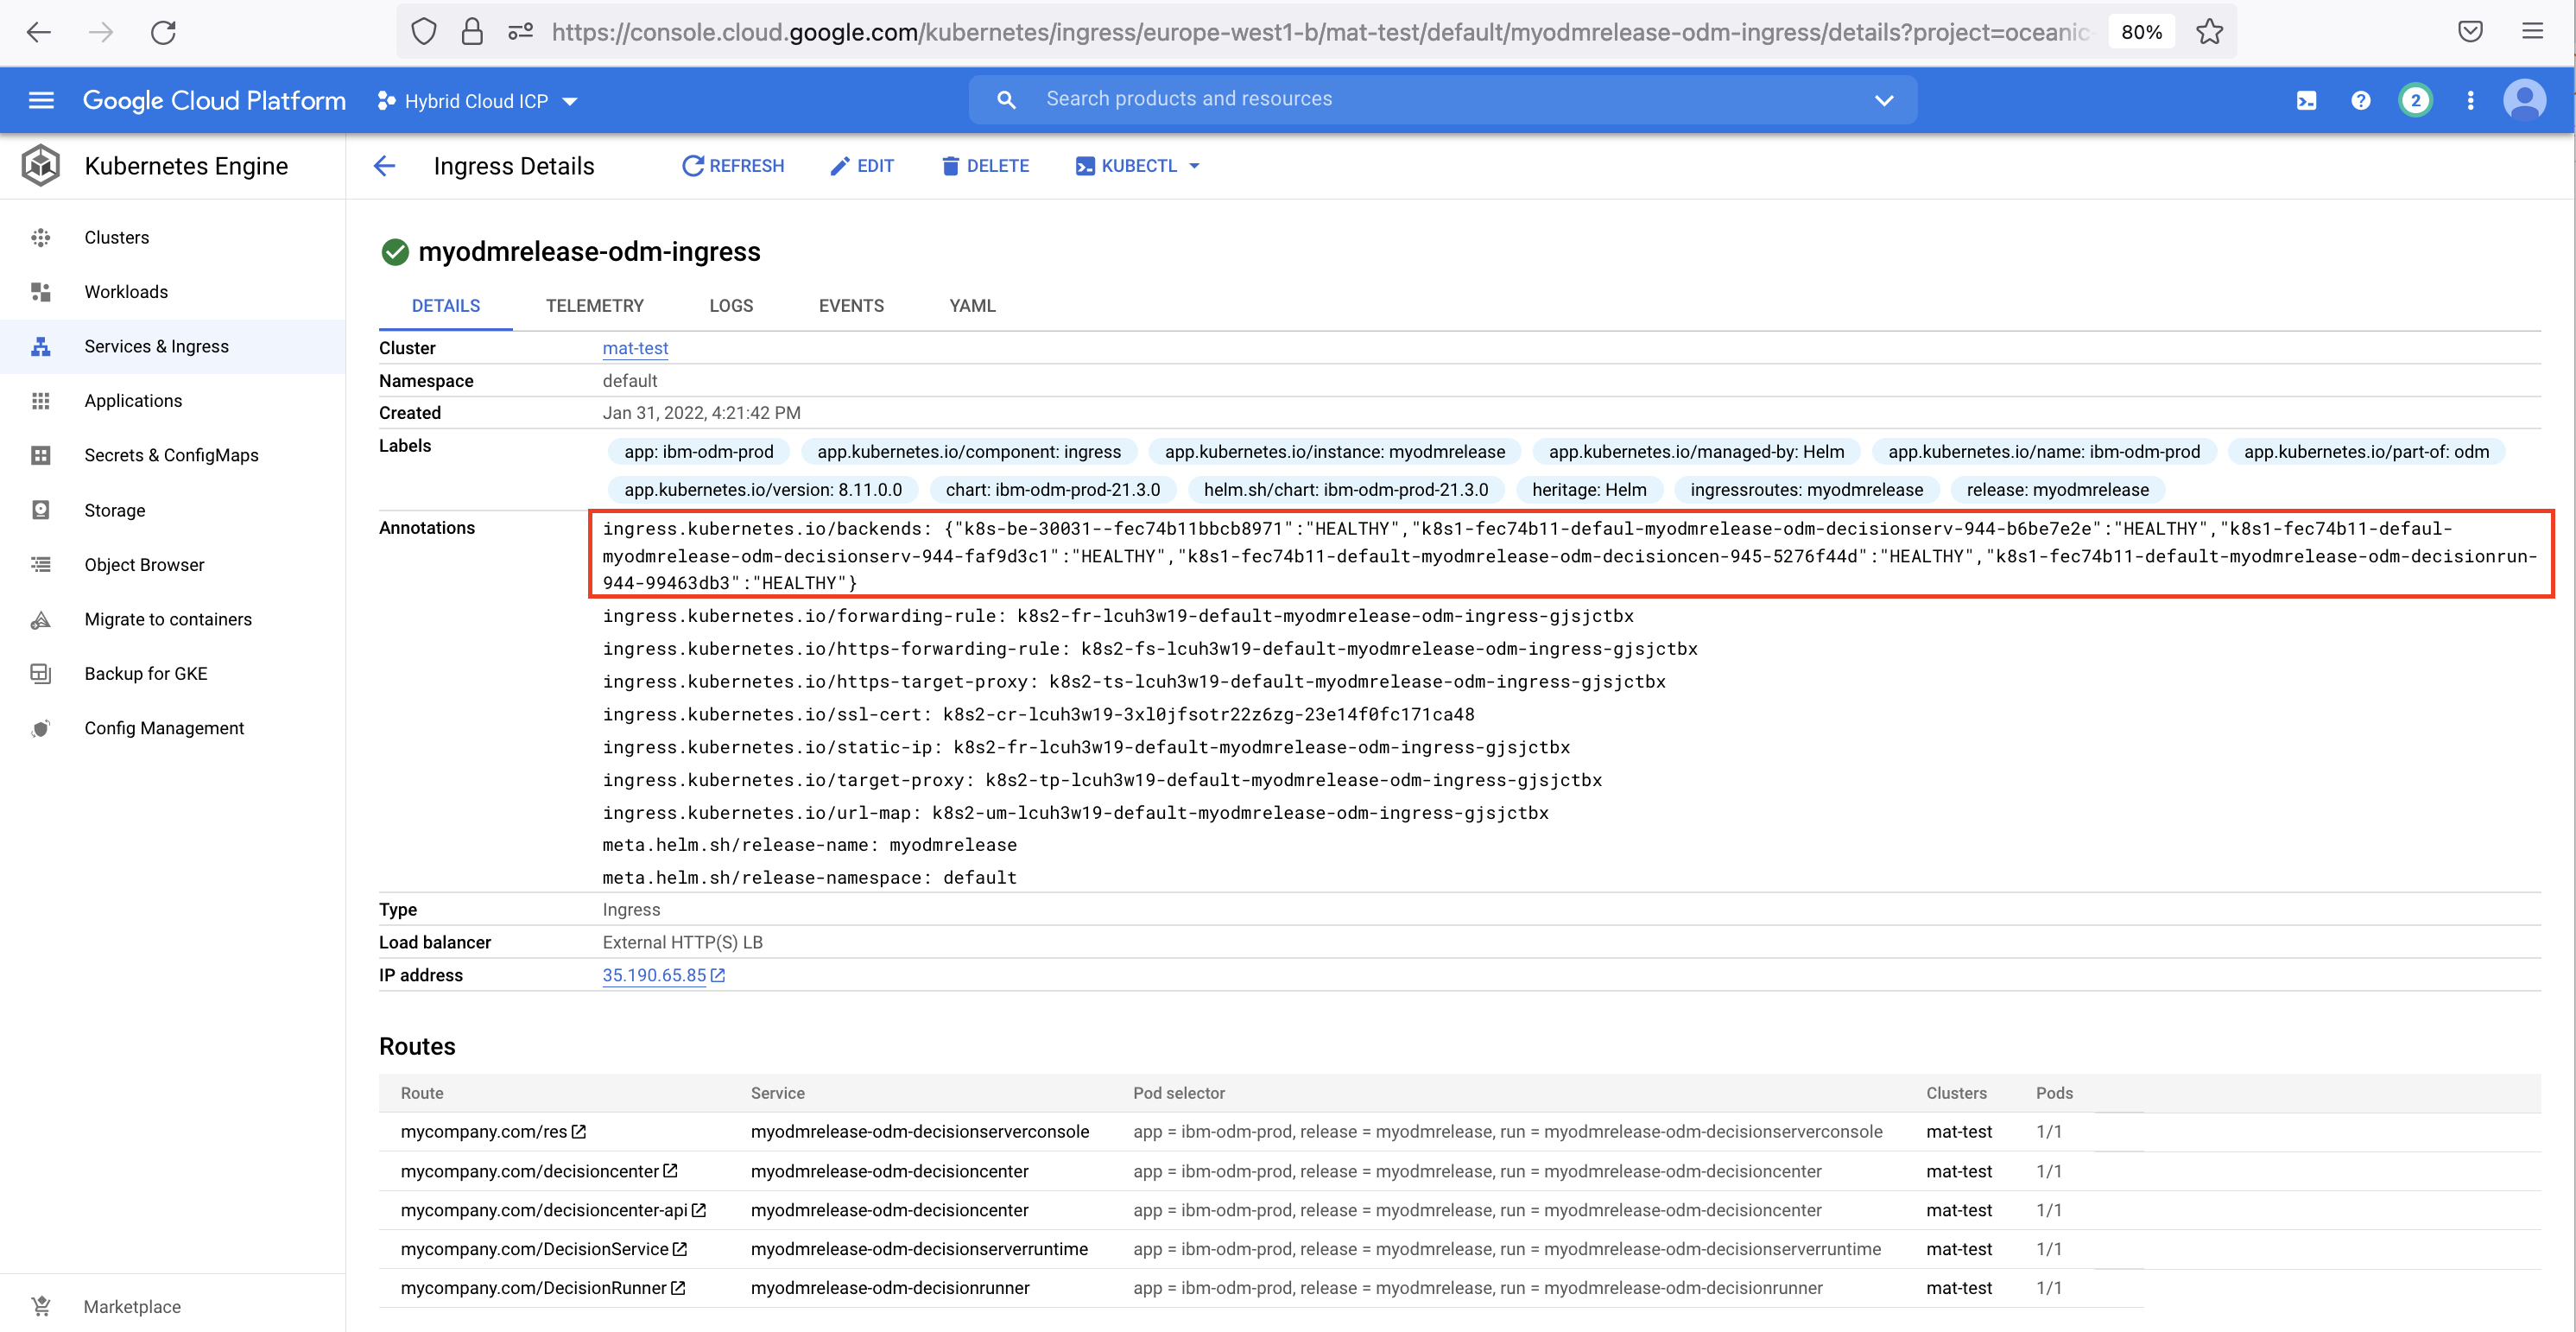 https://console.cloud.google.com/kubernetes/ingress/europe-west1-b/mat-test/default/myodmrelease-odm-ingress/details?project=oceanic- 80%
Google Cloud Platform Hybrid Cloud ICP Search products and resources 2
Kubernetes Engine
Ingress Details REFRESH EDIT DELETE KUBECTL
Clusters
Workloads
Services & Ingress
Applications
Secrets & ConfigMaps
Storage
Object Browser
Migrate to containers
Backup for GKE
Config Management
Marketplace
myodmrelease-odm-ingress
DETAILS TELEMETRY LOGS EVENTS YAML
Cluster mat-test
Namespace default
Created Jan 31, 2022, 4:21:42 PM
Labels app: ibm-odm-prod app.kubernetes.io/component: ingress app.kubernetes.io/instance: myodmrelease app.kubernetes.io/managed-by: Helm app.kubernetes.io/name: ibm-odm-prod app.kubernetes.io/part-of: odm
app.kubernetes.io/version: 8.11.0.0 chart: ibm-odm-prod-21.3.0 helm.sh/chart: ibm-odm-prod-21.3.0 heritage: Helm ingressroutes: myodmrelease release: myodmrelease
Annotations ingress.kubernetes.io/backends: {"k8s-be-30031--fec74b11bbcb8971":"HEALTHY","k8s1-fec74b11-defaul-myodmrelease-odm-decisionserv-944-b6be7e2e":"HEALTHY","k8s1-fec74b11-defaul-
myodmrelease-odm-decisionserv-944-faf9d3c1":"HEALTHY","k8s1-fec74b11-default-myodmrelease-odm-decisioncen-945-5276f44d":"HEALTHY","k8s1-fec74b11-default-myodmrelease-odm-decisionrun-
944-99463db3":"HEALTHY"}
ingress.kubernetes.io/forwarding-rule: k8s2-fr-lcuh3w19-default-myodmrelease-odm-ingress-gjsjctbx
ingress.kubernetes.io/https-forwarding-rule: k8s2-fs-lcuh3w19-default-myodmrelease-odm-ingress-gjsjctbx
ingress.kubernetes.io/https-target-proxy: k8s2-ts-lcuh3w19-default-myodmrelease-odm-ingress-gjsjctbx
ingress.kubernetes.io/ssl-cert: k8s2-cr-lcuh3w19-3xl0jfsotr22z6zg-23e14f0fc171ca48
ingress.kubernetes.io/static-ip: k8s2-fr-lcuh3w19-default-myodmrelease-odm-ingress-gjsjctbx
ingress.kubernetes.io/target-proxy: k8s2-tp-lcuh3w19-default-myodmrelease-odm-ingress-gjsjctbx
ingress.kubernetes.io/url-map: k8s2-um-lcuh3w19-default-myodmrelease-odm-ingress-gjsjctbx
meta.helm.sh/release-name: myodmrelease
meta.helm.sh/release-namespace: default
Type Ingress
Load balancer External HTTP(S) LB
IP address 35.190.65.85
Routes
Route Service Pod selector Clusters Pods
mycompany.com/res myodmrelease-odm-decisionserverconsole app = ibm-odm-prod, release = myodmrelease, run = myodmrelease-odm-decisionserverconsole mat-test 1/1
mycompany.com/decisioncenter myodmrelease-odm-decisioncenter app = ibm-odm-prod, release = myodmrelease, run = myodmrelease-odm-decisioncenter mat-test 1/1
mycompany.com/decisioncenter-api myodmrelease-odm-decisioncenter app = ibm-odm-prod, release = myodmrelease, run = myodmrelease-odm-decisioncenter mat-test 1/1
mycompany.com/DecisionService myodmrelease-odm-decisionserverruntime app = ibm-odm-prod, release = myodmrelease, run = myodmrelease-odm-decisionserverruntime mat-test 1/1
mycompany.com/DecisionRunner myodmrelease-odm-decisionrunner app = ibm-odm-prod, release = myodmrelease, run = myodmrelease-odm-decisionrunner mat-test 1/1